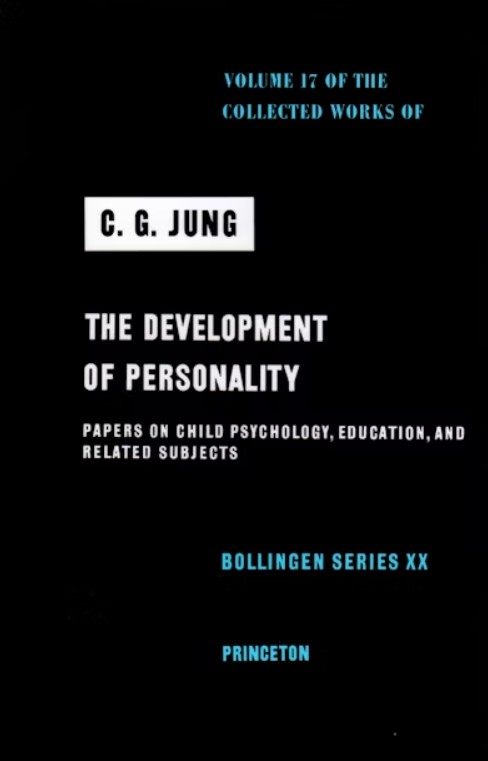 VOLUME 17 OF THE
COLLECTED WORKS OF
C. G. JUNG
THE DEVELOPMENT
OF PERSONALITY
PAPERS ON CHILD PSYCHOLOGY, EDUCATION, AND
RELATED SUBJECTS
BOLLINGEN SERIES XX
PRINCETON